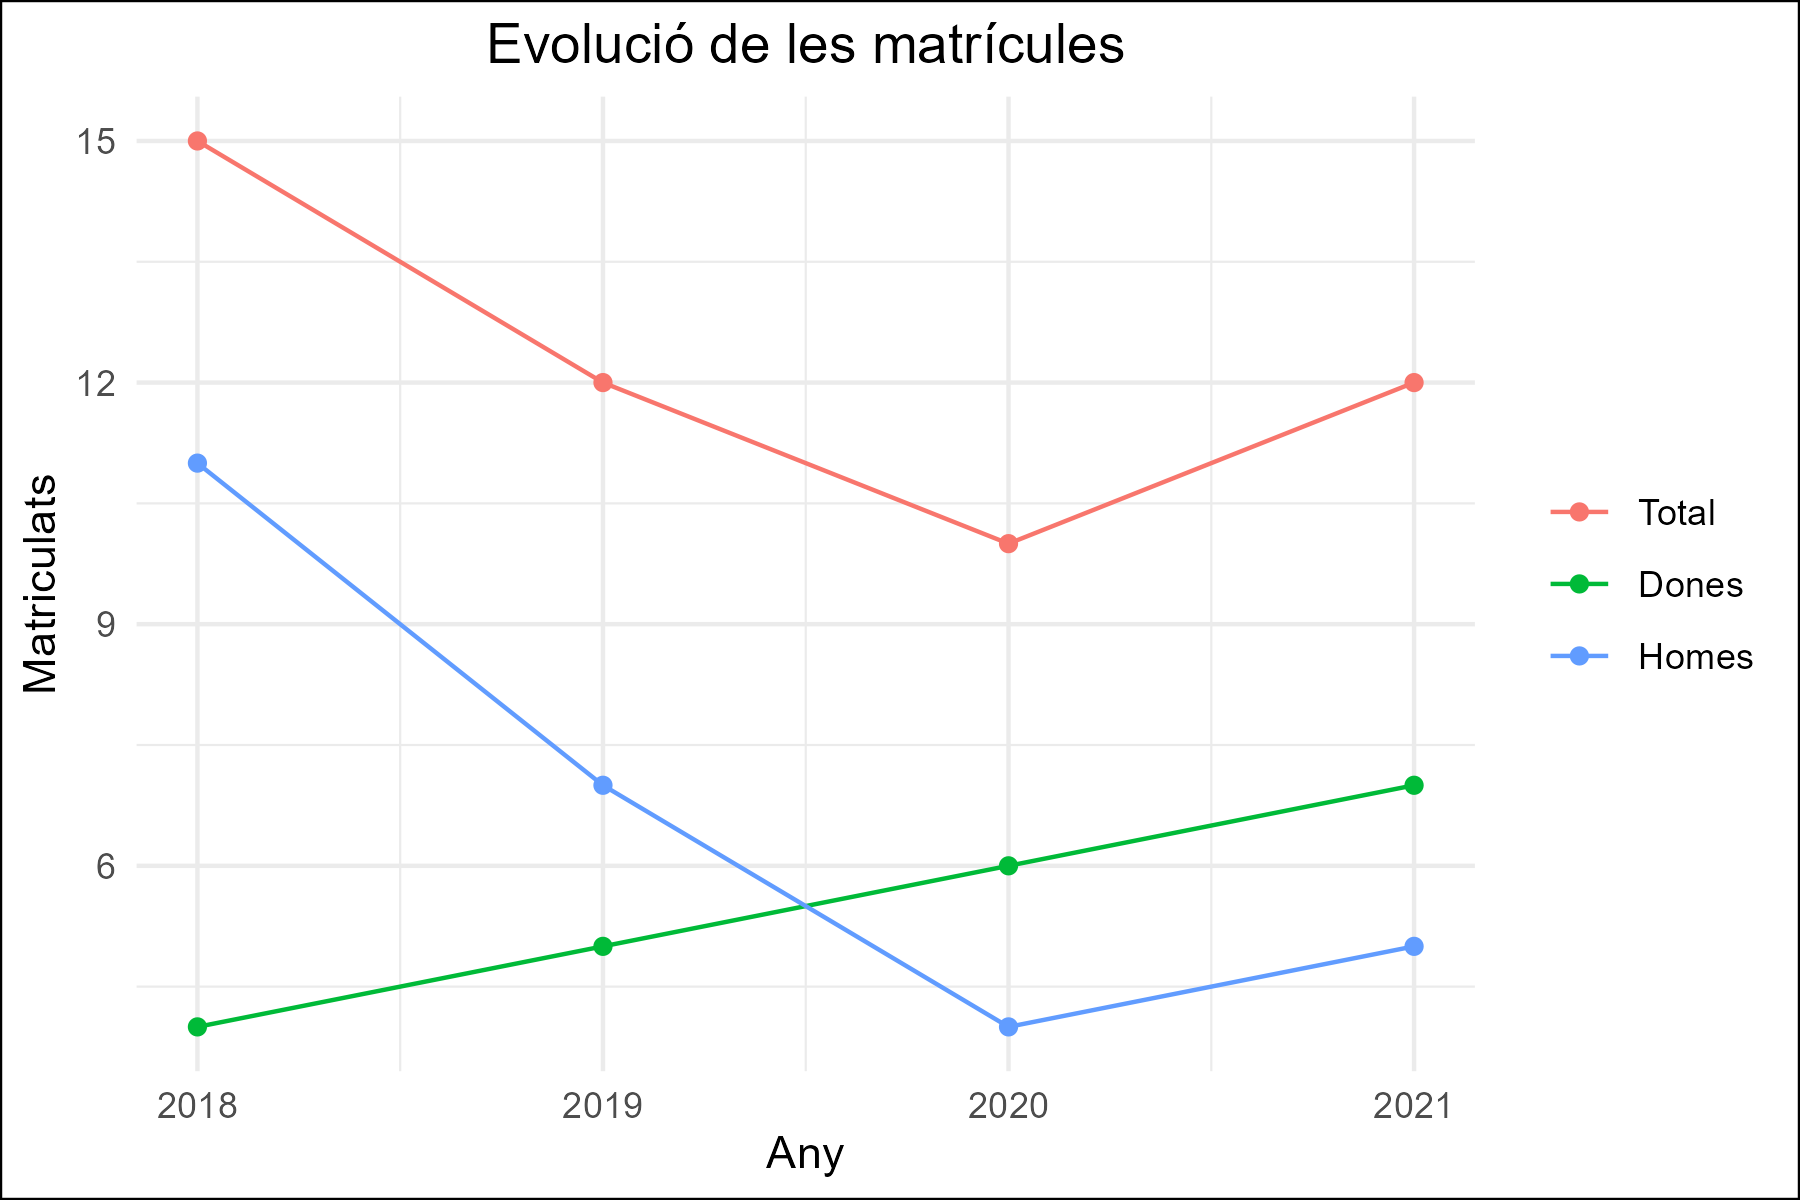 Evolució de les matrícules
15
12
9
6
Matriculats
2018
2019
2020
2021
Any
Total
Dones
Homes